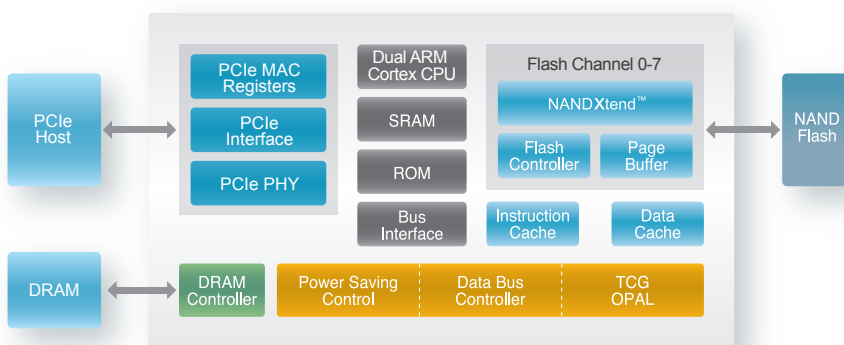 PCIe
Host
DRAM
PCIe MAC
Registers
PCIe
Interface
PCIe PHY
Dual ARM
Cortex CPU
SRAM
ROM
Bus
Interface
Flash Channel 0-7
NANDXtend™
Flash
Controller
Page
Buffer
Instruction
Cache
Data
Cache
NAND
Flash
DRAM
Controller
Power Saving
Control
Data Bus
Controller
TCG
OPAL